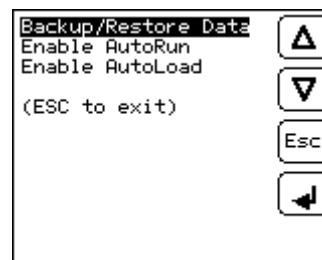 Backup/Restore Data
Enable AutoRun
Enable AutoLoad
(ESC to exit)
Esc